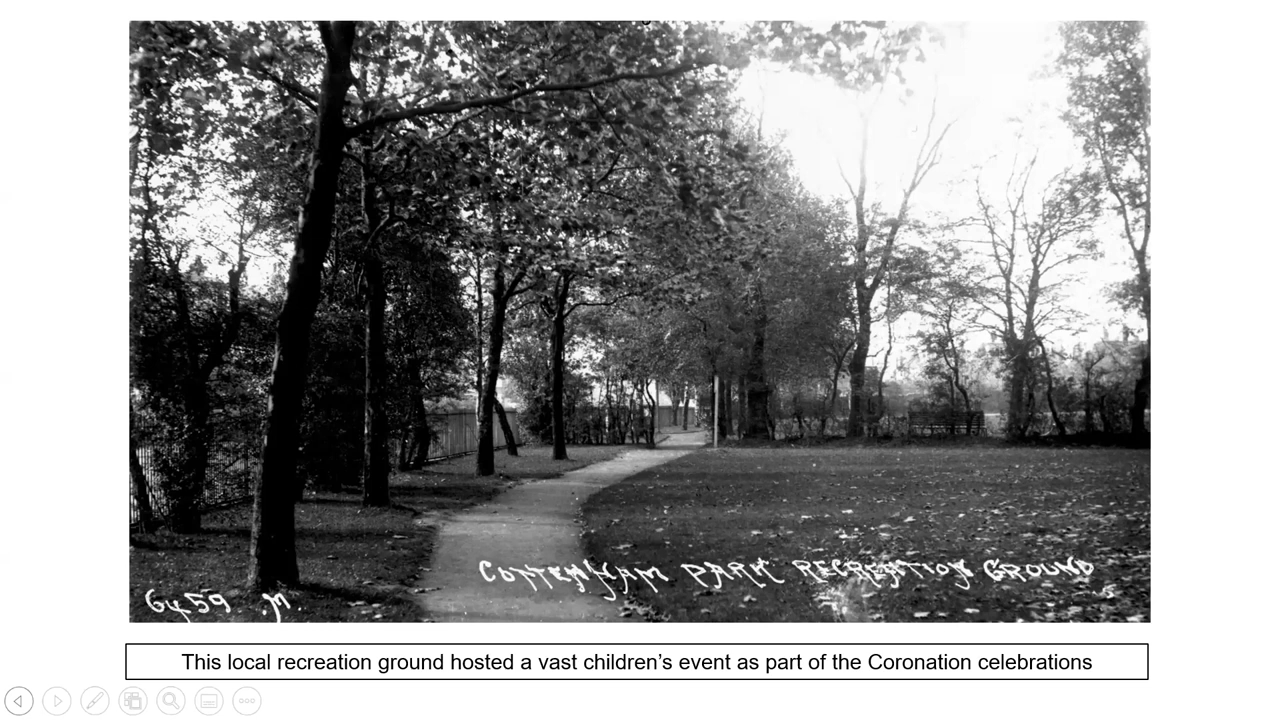 COTTENHAM PARK RECREATION GROUND
6459 .M.
This local recreation ground hosted a vast children’s event as part of the Coronation celebrations